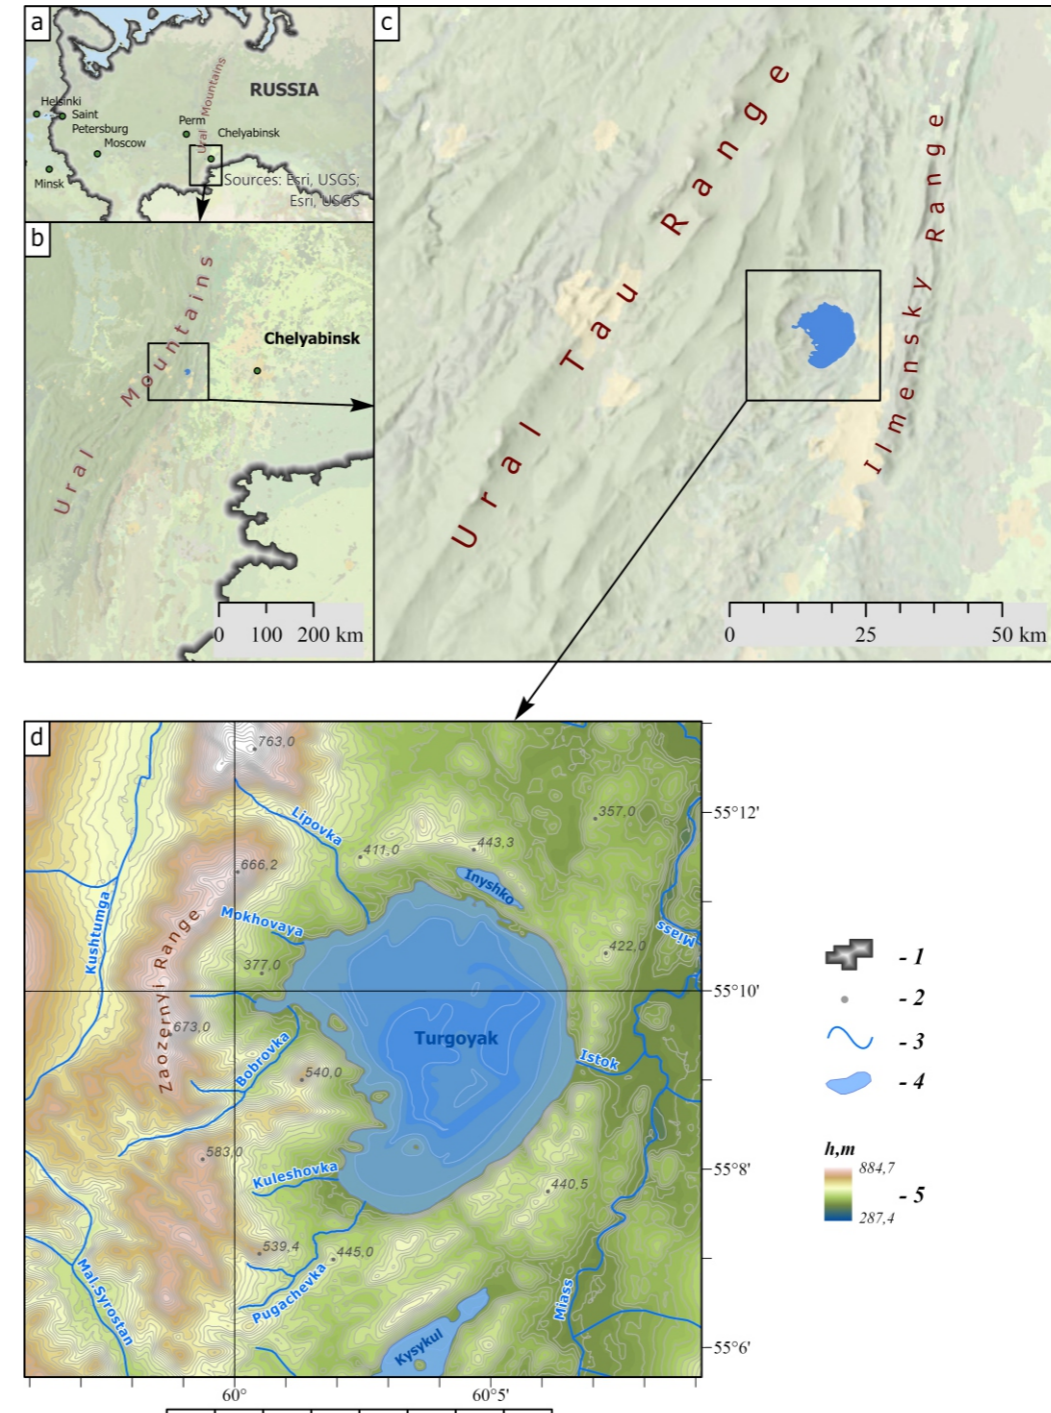 a
RUSSIA
Ural Mountains
Helsinki
Saint
Petersburg
Perm
Chelyabinsk
Moscow
Minsk
Sources: Esri, USGS;
Esri, USGS
b
Ural Mountains
Chelyabinsk
0 100 200 km
c
Ural Tau Range
Ilmensky Range
0 25 50 km
d
763,0
Lipovka
357,0
55°12'
411,0
443,3
666,2
Inyshko
Kushtumga
Mokhovaya
Miass
422,0
377,0
Zaozernyi Range
55°10'
673,0
Turgoyak
Bobrovka
Istok
540,0
583,0
Kuleshovka
55°8'
440,5
539,4
445,0
Mal.Syrostan
Pugachevka
Miass
Kysykul
55°6'
60°
60°5'
- 1
- 2
- 3
- 4
h,m
884,7
- 5
287,4